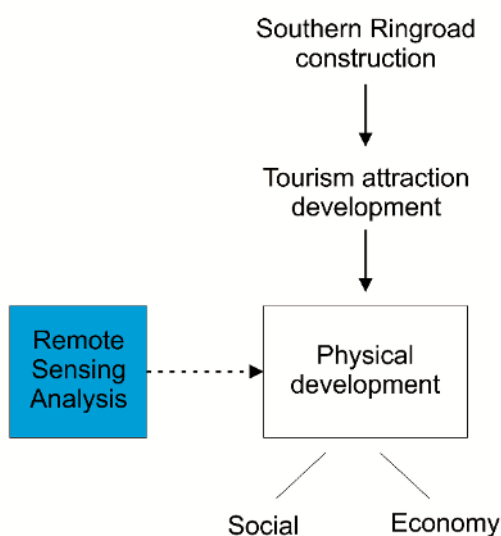 Southern Ringroad
construction
Tourism attraction
development
Remote
Sensing
Analysis
Physical
development
Social
Economy